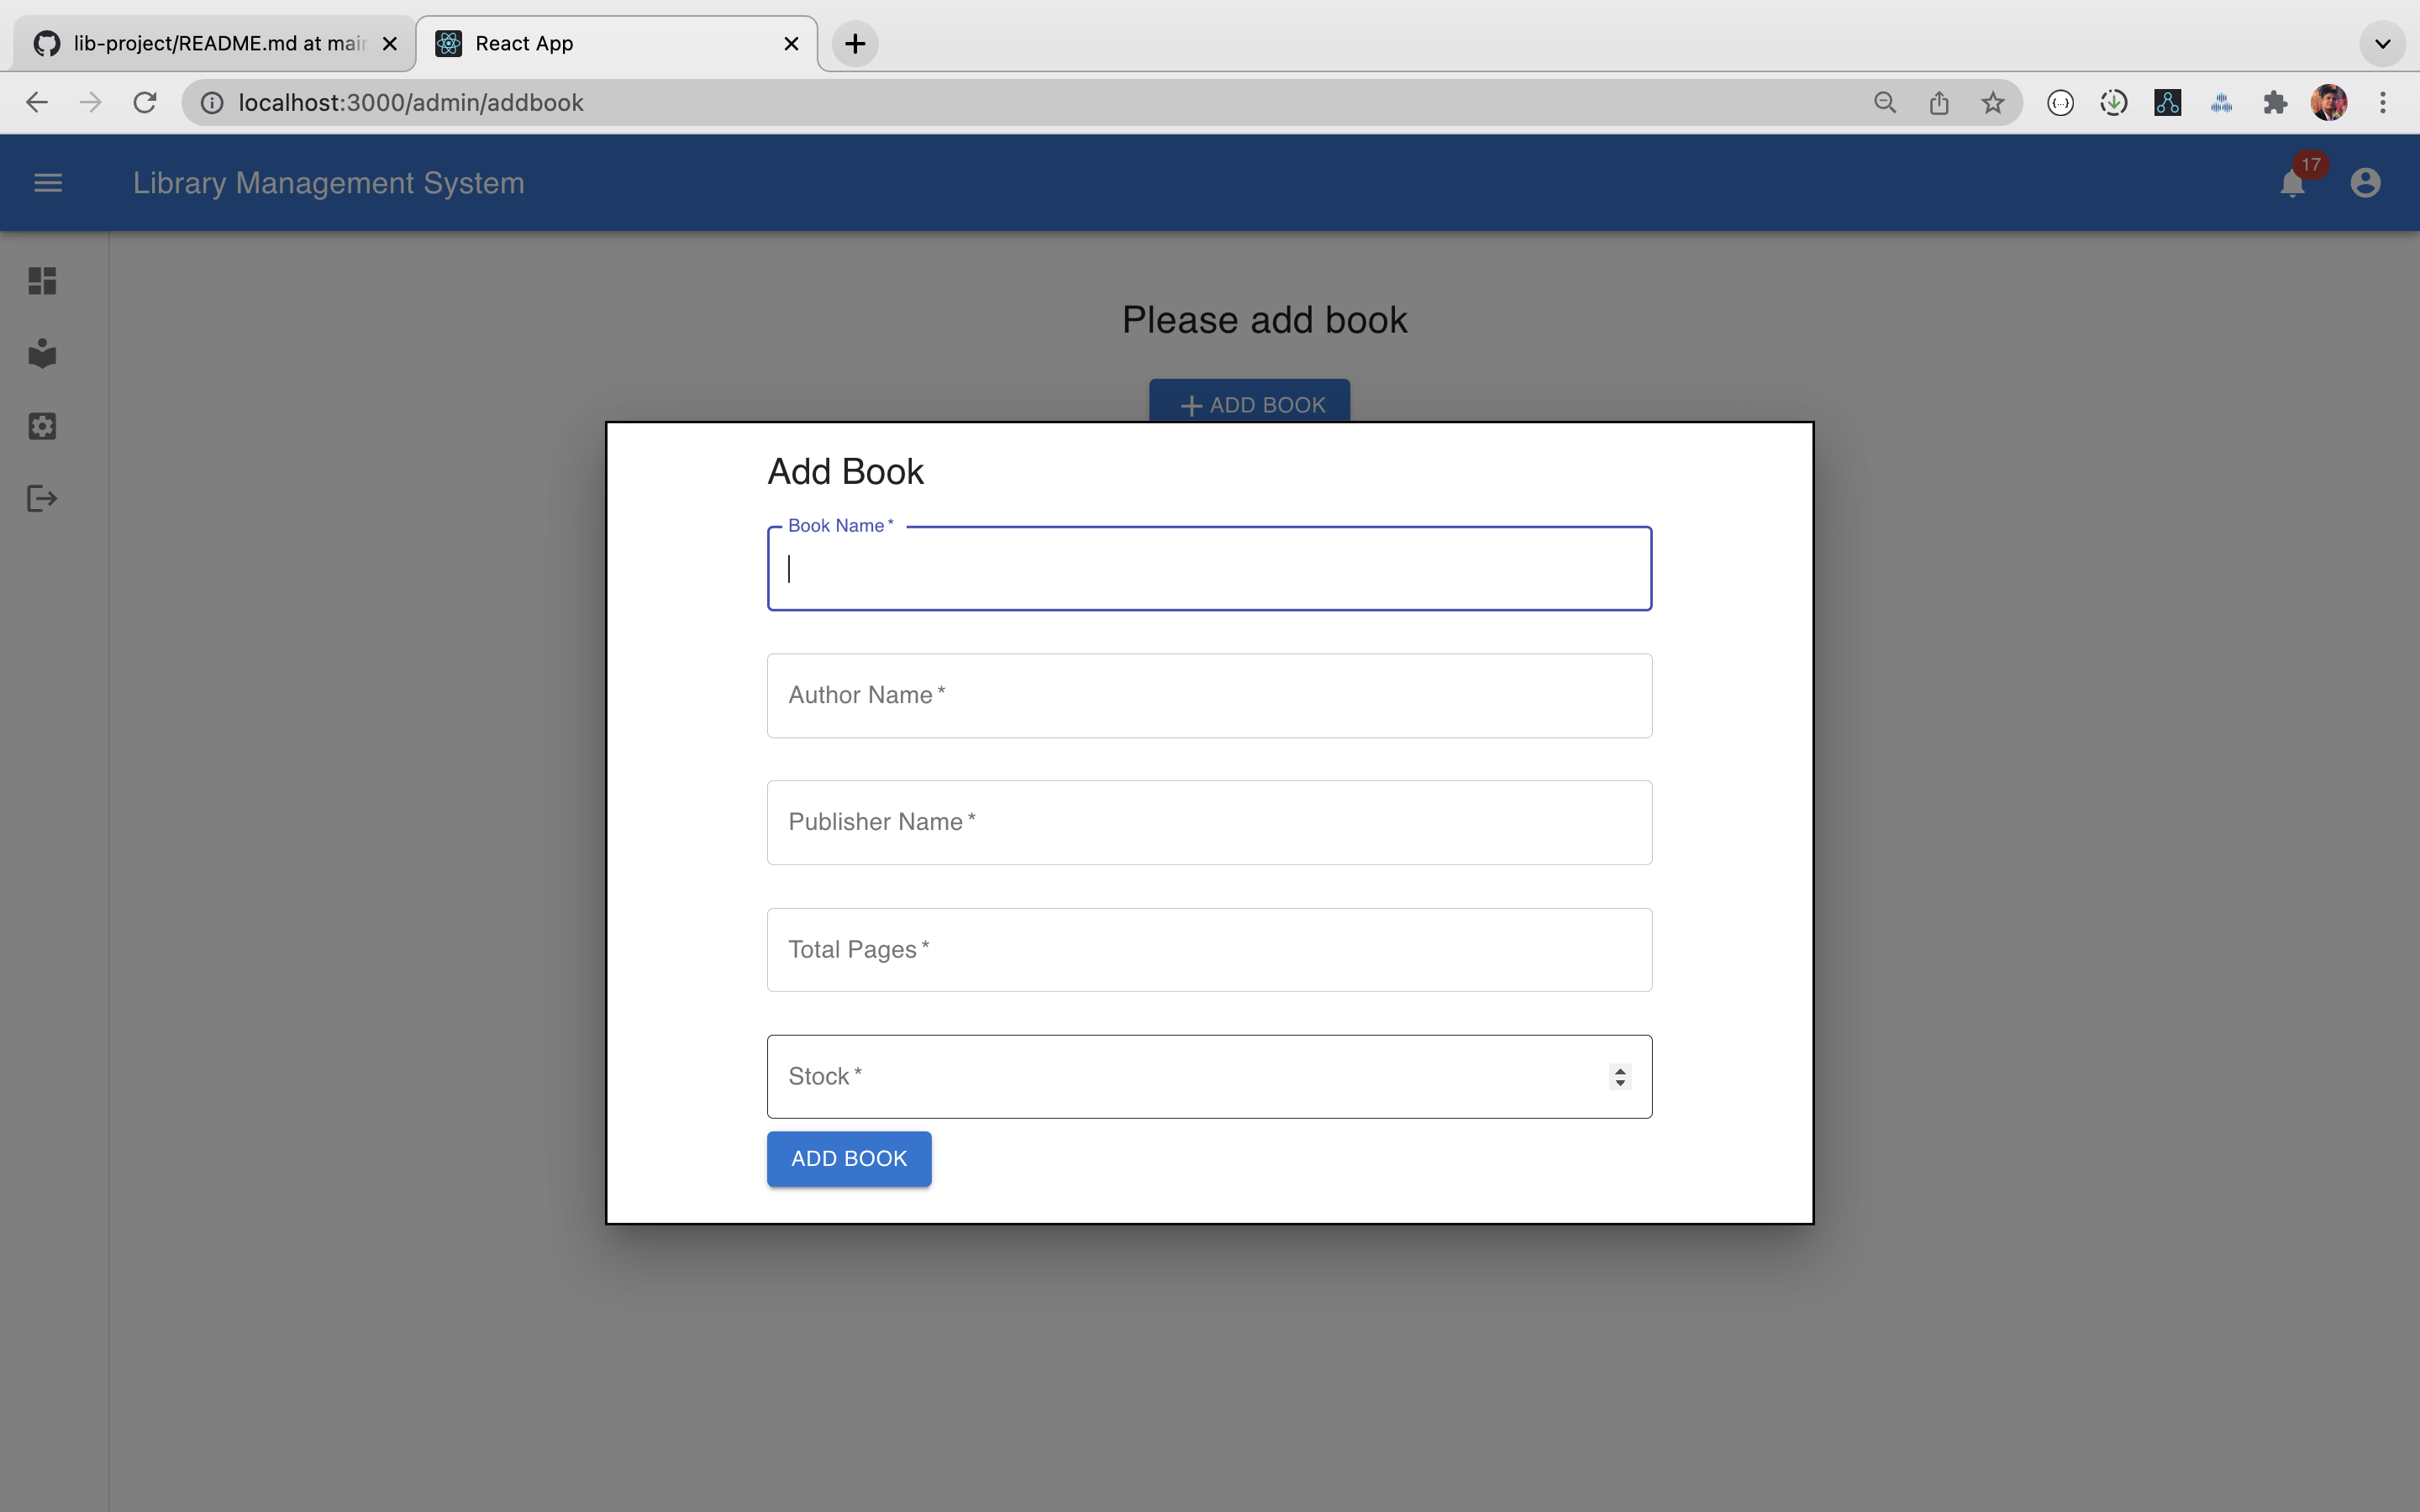 lib-project/README.md at main
React App
localhost:3000/admin/addbook
Library Management System
17
Please add book
ADD BOOK
Add Book
Book Name *
Author Name *
Publisher Name *
Total Pages *
Stock *
ADD BOOK